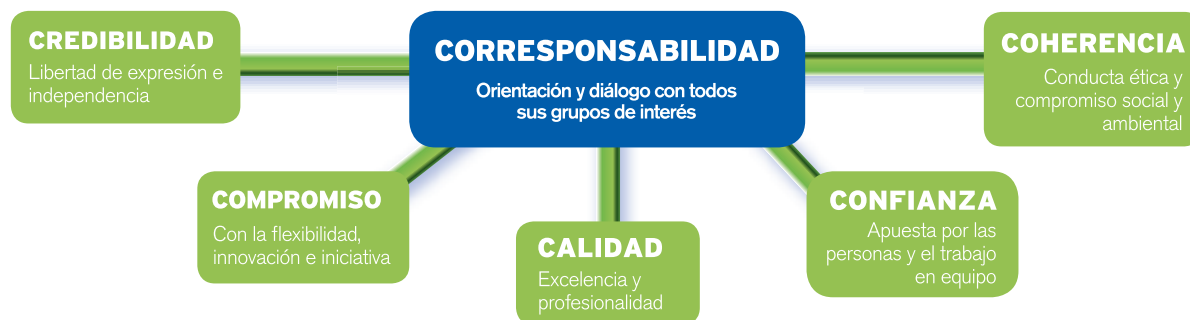 CREDIBILIDAD
Libertad de expresión e
independencia
CORRESPONSABILIDAD
Orientación y diálogo con todos
sus grupos de interés
COHERENCIA
Conducta ética y
compromiso social y
ambiental
COMPROMISO
Con la flexibilidad,
innovación e iniciativa
CALIDAD
Excelencia y
profesionalidad
CONFIANZA
Apuesta por las
personas y el trabajo
en equipo